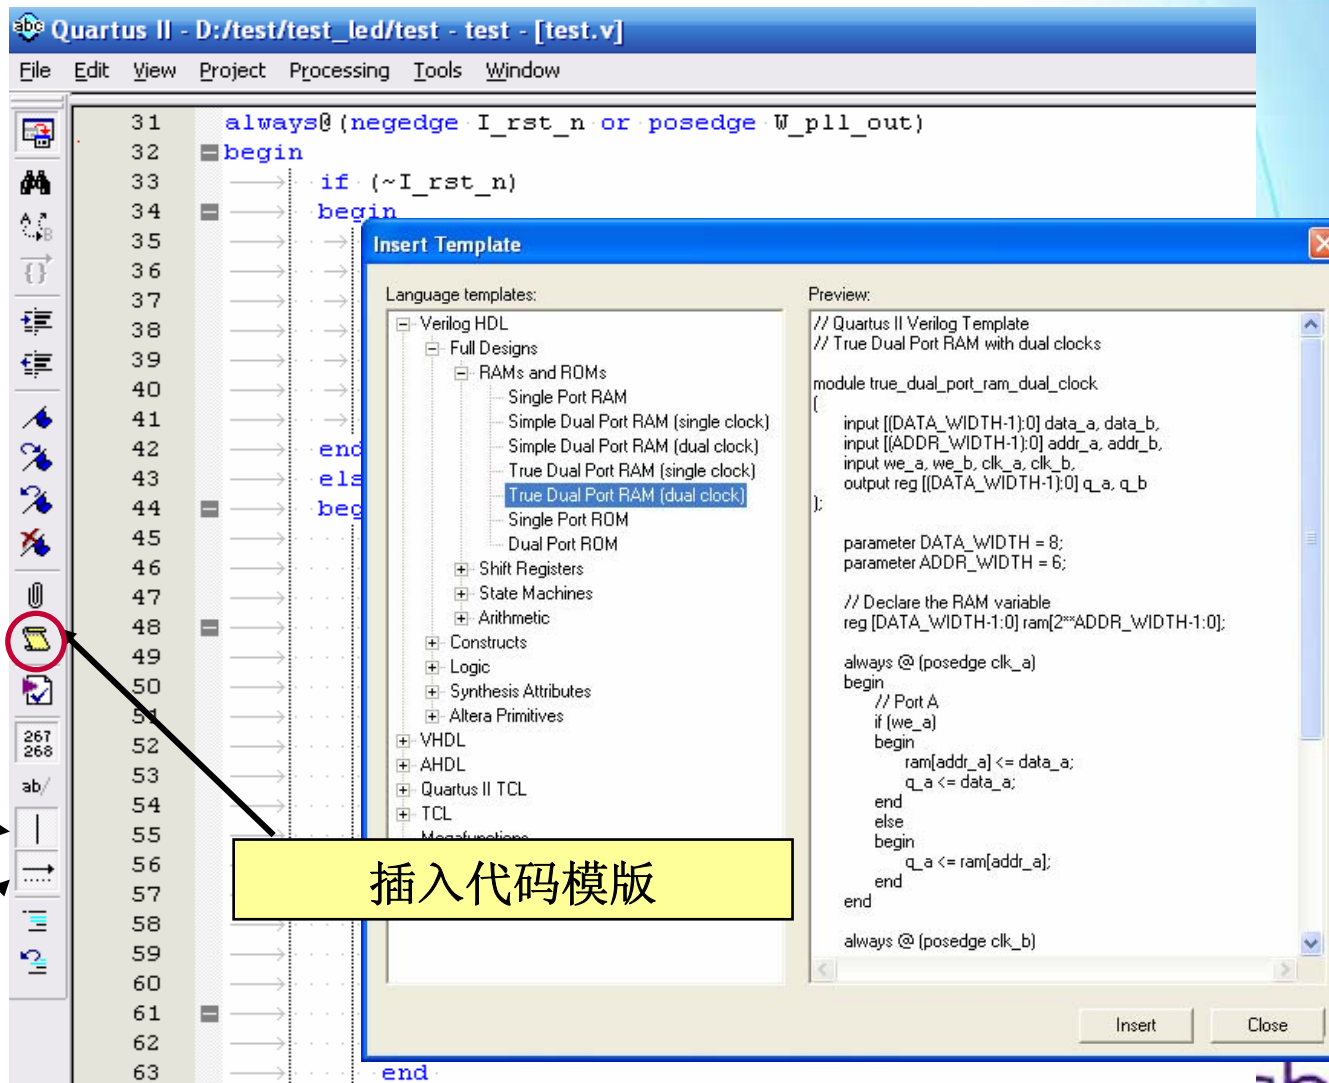 Quartus II - D:/test/test_led/test - test - [test.v]
File Edit View Project Processing Tools Window
31 always@(negedge I_rst_n or posedge W_pll_out)
32 begin
33 if (~I_rst_n)
34 begin
35
36
37
38
39
40
41
42 end
43 els
44 beg
45
46
47
48
49
50
51
52
53
54
55
56
57
58
59
60
61
62
63 end
267
268
ab/
Insert Template
Language templates:
Verilog HDL
Full Designs
RAMs and ROMs
Single Port RAM
Simple Dual Port RAM (single clock)
Simple Dual Port RAM (dual clock)
True Dual Port RAM (single clock)
True Dual Port RAM (dual clock)
Single Port ROM
Dual Port ROM
Shift Registers
State Machines
Arithmetic
Constructs
Logic
Synthesis Attributes
Altera Primitives
VHDL
AHDL
Quartus II TCL
TCL
Megafunctions
Preview:
// Quartus II Verilog Template
// True Dual Port RAM with dual clocks
module true_dual_port_ram_dual_clock
(
input [(DATA_WIDTH-1):0] data_a, data_b,
input [(ADDR_WIDTH-1):0] addr_a, addr_b,
input we_a, we_b, clk_a, clk_b,
output reg [(DATA_WIDTH-1):0] q_a, q_b
);
parameter DATA_WIDTH = 8;
parameter ADDR_WIDTH = 6;
// Declare the RAM variable
reg [DATA_WIDTH-1:0] ram[2**ADDR_WIDTH-1:0];
always @ (posedge clk_a)
begin
// Port A
if (we_a)
begin
ram[addr_a] <= data_a;
q_a <= data_a;
end
else
begin
q_a <= ram[addr_a];
end
end
always @ (posedge clk_b)
Insert Close
插入代码模版